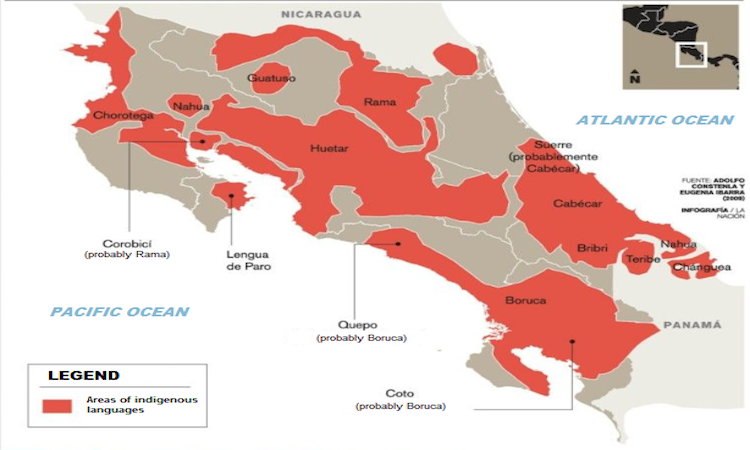 NICARAGUA
N
Guatuso
Nahua
Rama
Chorotega
ATLANTIC OCEAN
Huetar
Suerre
(probablemente
Cabécar)
FUENTE: ADOLFO
CONSTENLA Y
EUGENIA IBARRA
(2009)
INFOGRAFÍA / LA
NACIÓN
Cabécar
Corobicí
(probably Rama)
Lengua
de Paro
Bribri
Teribe
Nahua
Chánguea
PACIFIC OCEAN
Boruca
Quepo
(probably Boruca)
PANAMÁ
LEGEND
Areas of indigenous
languages
Coto
(probably Boruca)